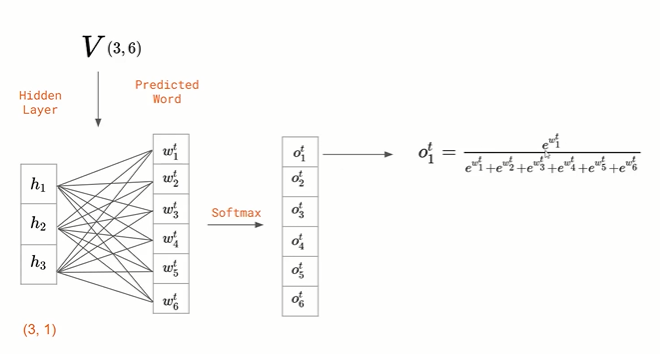 V (3, 6)
Hidden
Layer
Predicted
Word
h₁
h₂
h₃
w₁ᵗ
w₂ᵗ
w₃ᵗ
w₄ᵗ
w₅ᵗ
w₆ᵗ
Softmax
o₁ᵗ
o₂ᵗ
o₃ᵗ
o₄ᵗ
o₅ᵗ
o₆ᵗ
o₁ᵗ = e^{w₁ᵗ} / e^{w₁ᵗ}+e^{w₂ᵗ}+e^{w₃ᵗ}+e^{w₄ᵗ}+e^{w₅ᵗ}+e^{w₆ᵗ}
(3, 1)